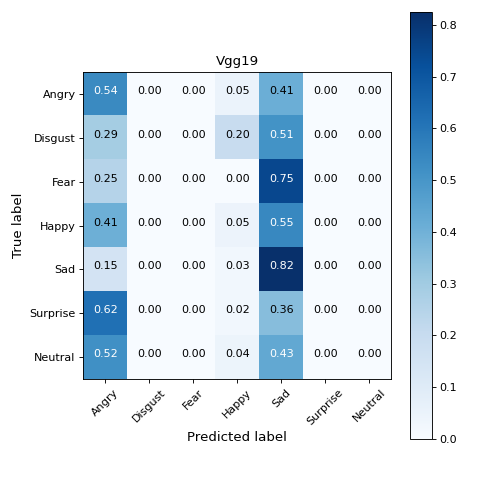 Vgg19
True label
Angry 0.54 0.00 0.00 0.05 0.41 0.00 0.00
Disgust 0.29 0.00 0.00 0.20 0.51 0.00 0.00
Fear 0.25 0.00 0.00 0.00 0.75 0.00 0.00
Happy 0.41 0.00 0.00 0.05 0.55 0.00 0.00
Sad 0.15 0.00 0.00 0.03 0.82 0.00 0.00
Surprise 0.62 0.00 0.00 0.02 0.36 0.00 0.00
Neutral 0.52 0.00 0.00 0.04 0.43 0.00 0.00
Angry Disgust Fear Happy Sad Surprise Neutral
Predicted label
0.8
0.7
0.6
0.5
0.4
0.3
0.2
0.1
0.0